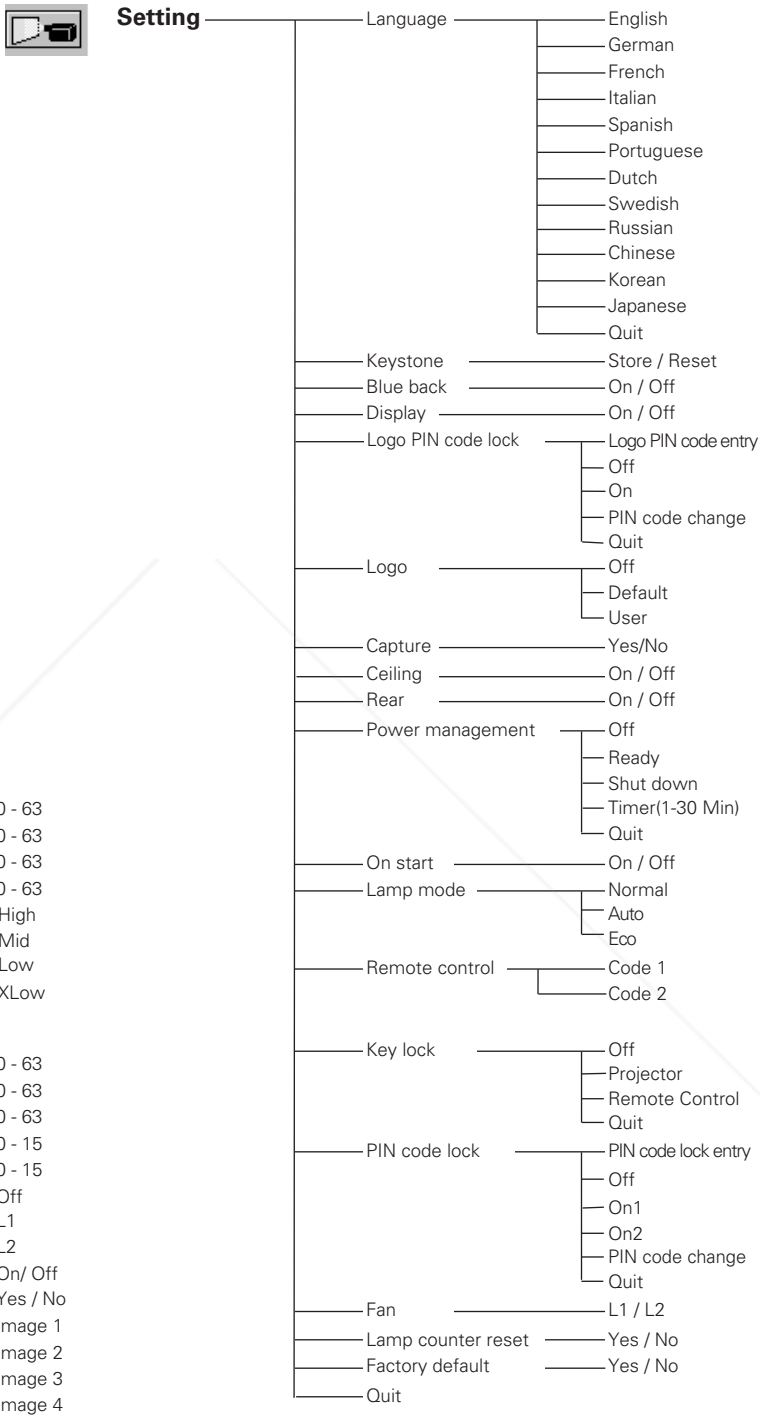 Setting
Language
English
German
French
Italian
Spanish
Portuguese
Dutch
Swedish
Russian
Chinese
Korean
Japanese
Quit
Keystone
Store / Reset
Blue back
On / Off
Display
On / Off
Logo PIN code lock
Logo PIN code entry
Off
On
PIN code change
Quit
Logo
Off
Default
User
Capture
Yes/No
Ceiling
On / Off
Rear
On / Off
Power management
Off
Ready
Shut down
Timer(1-30 Min)
Quit
On start
On / Off
Lamp mode
Normal
Auto
Eco
Remote control
Code 1
Code 2
Key lock
Off
Projector
Remote Control
Quit
PIN code lock
PIN code lock entry
Off
On1
On2
PIN code change
Quit
Fan
L1 / L2
Lamp counter reset
Yes / No
Factory default
Yes / No
Quit
0 - 63
0 - 63
0 - 63
0 - 63
High
Mid
Low
XLow
0 - 63
0 - 63
0 - 63
0 - 15
0 - 15
Off
L1
L2
On/ Off
Yes / No
mage 1
mage 2
mage 3
mage 4